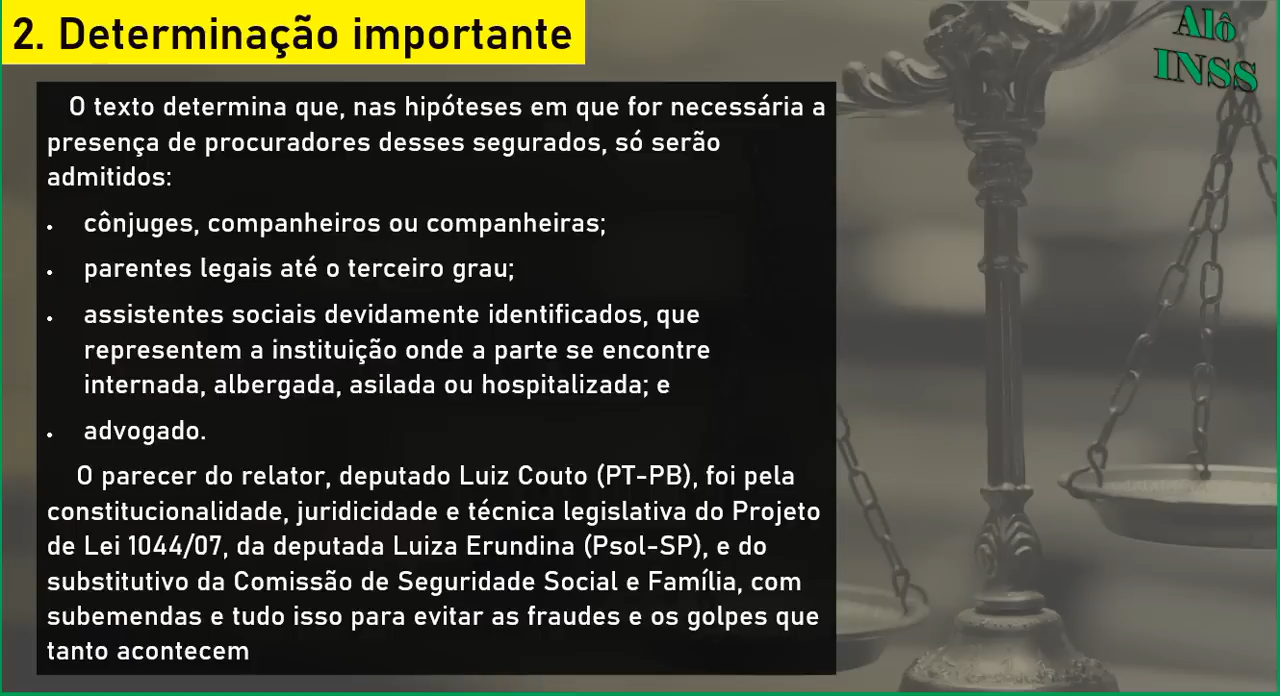 2. Determinação importante
Alô
INSS
O texto determina que, nas hipóteses em que for necessária a
presença de procuradores desses segurados, só serão
admitidos:
• cônjuges, companheiros ou companheiras;
• parentes legais até o terceiro grau;
• assistentes sociais devidamente identificados, que
representem a instituição onde a parte se encontre
internada, albergada, asilada ou hospitalizada; e
• advogado.
O parecer do relator, deputado Luiz Couto (PT-PB), foi pela
constitucionalidade, juridicidade e técnica legislativa do Projeto
de Lei 1044/07, da deputada Luiza Erundina (Psol-SP), e do
substitutivo da Comissão de Seguridade Social e Família, com
subemendas e tudo isso para evitar as fraudes e os golpes que
tanto acontecem